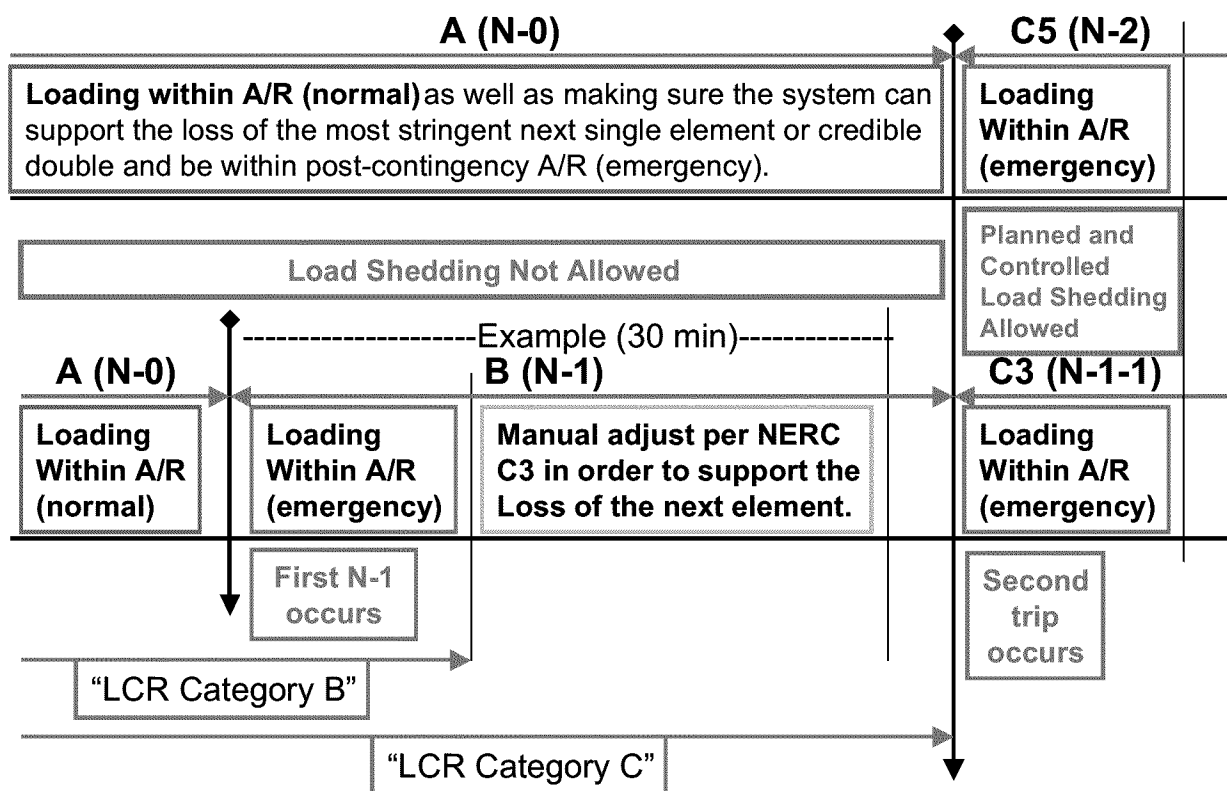 A (N-0)
C5 (N-2)
Loading within A/R (normal) as well as making sure the system can
support the loss of the most stringent next single element or credible
double and be within post-contingency A/R (emergency).
Loading
Within A/R
(emergency)
Load Shedding Not Allowed
Planned and
Controlled
Load Shedding
Allowed
Example (30 min)
A (N-0)
B (N-1)
C3 (N-1-1)
Loading
Within A/R
(normal)
Loading
Within A/R
(emergency)
Manual adjust per NERC
C3 in order to support the
Loss of the next element.
Loading
Within A/R
(emergency)
First N-1
occurs
Second
trip
occurs
“LCR Category B”
“LCR Category C”